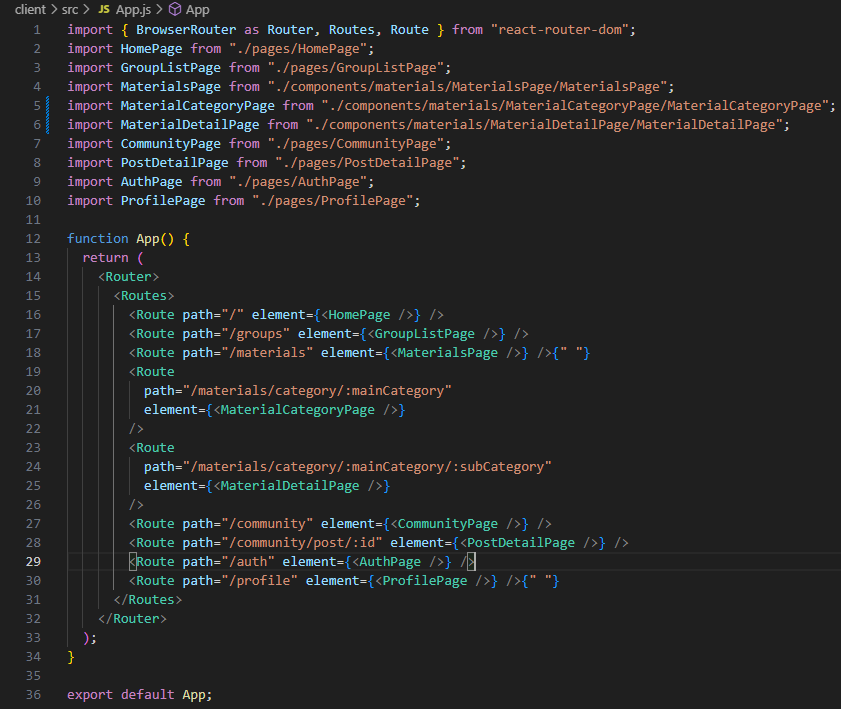 client > src > JS App.js > App
1 import { BrowserRouter as Router, Routes, Route } from "react-router-dom";
2 import HomePage from "./pages/HomePage";
3 import GroupListPage from "./pages/GroupListPage";
4 import MaterialsPage from "./components/materials/MaterialsPage/MaterialsPage";
5 import MaterialCategoryPage from "./components/materials/MaterialCategoryPage/MaterialCategoryPage";
6 import MaterialDetailPage from "./components/materials/MaterialDetailPage/MaterialDetailPage";
7 import CommunityPage from "./pages/CommunityPage";
8 import PostDetailPage from "./pages/PostDetailPage";
9 import AuthPage from "./pages/AuthPage";
10 import ProfilePage from "./pages/ProfilePage";
11
12 function App() {
13   return (
14     <Router>
15       <Routes>
16         <Route path="/" element={<HomePage />} />
17         <Route path="/groups" element={<GroupListPage />} />
18         <Route path="/materials" element={<MaterialsPage />} />{" "}
19         <Route
20           path="/materials/category/:mainCategory"
21           element={<MaterialCategoryPage />}
22         />
23         <Route
24           path="/materials/category/:mainCategory/:subCategory"
25           element={<MaterialDetailPage />}
26         />
27         <Route path="/community" element={<CommunityPage />} />
28         <Route path="/community/post/:id" element={<PostDetailPage />} />
29         <Route path="/auth" element={<AuthPage />} />
30         <Route path="/profile" element={<ProfilePage />} />{" "}
31       </Routes>
32     </Router>
33   );
34 }
35
36 export default App;